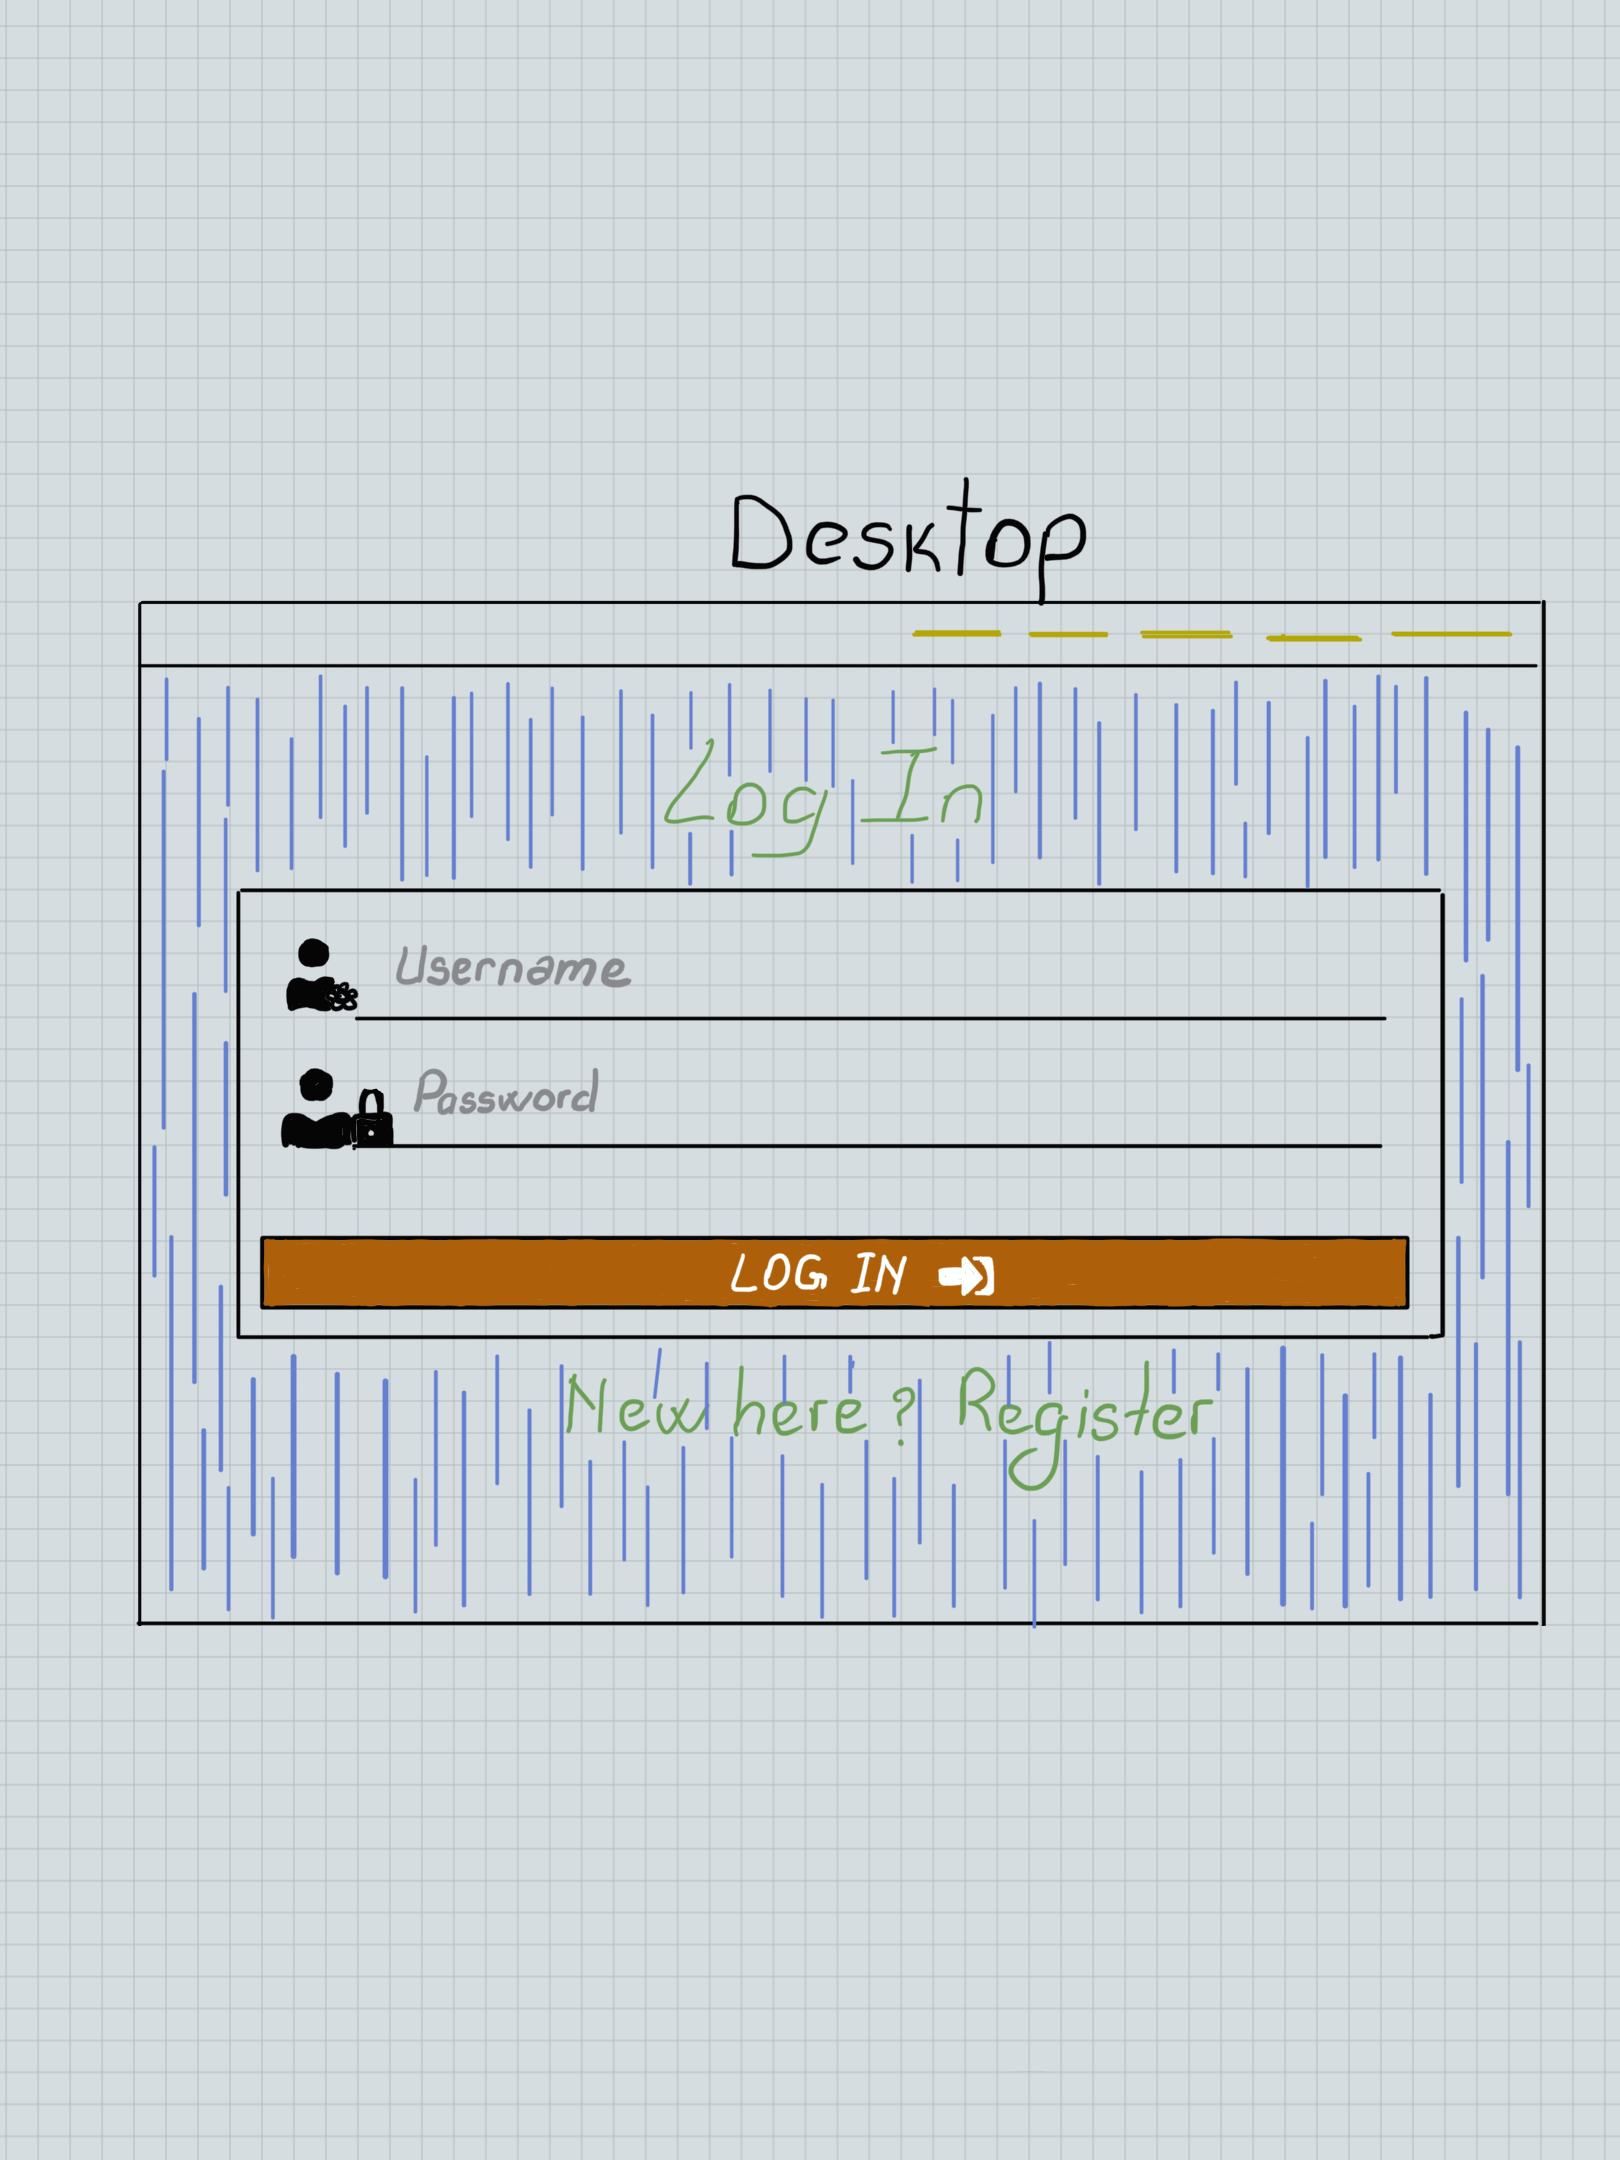 Desktop
Log In
Username
Password
LOG IN
New here? Register